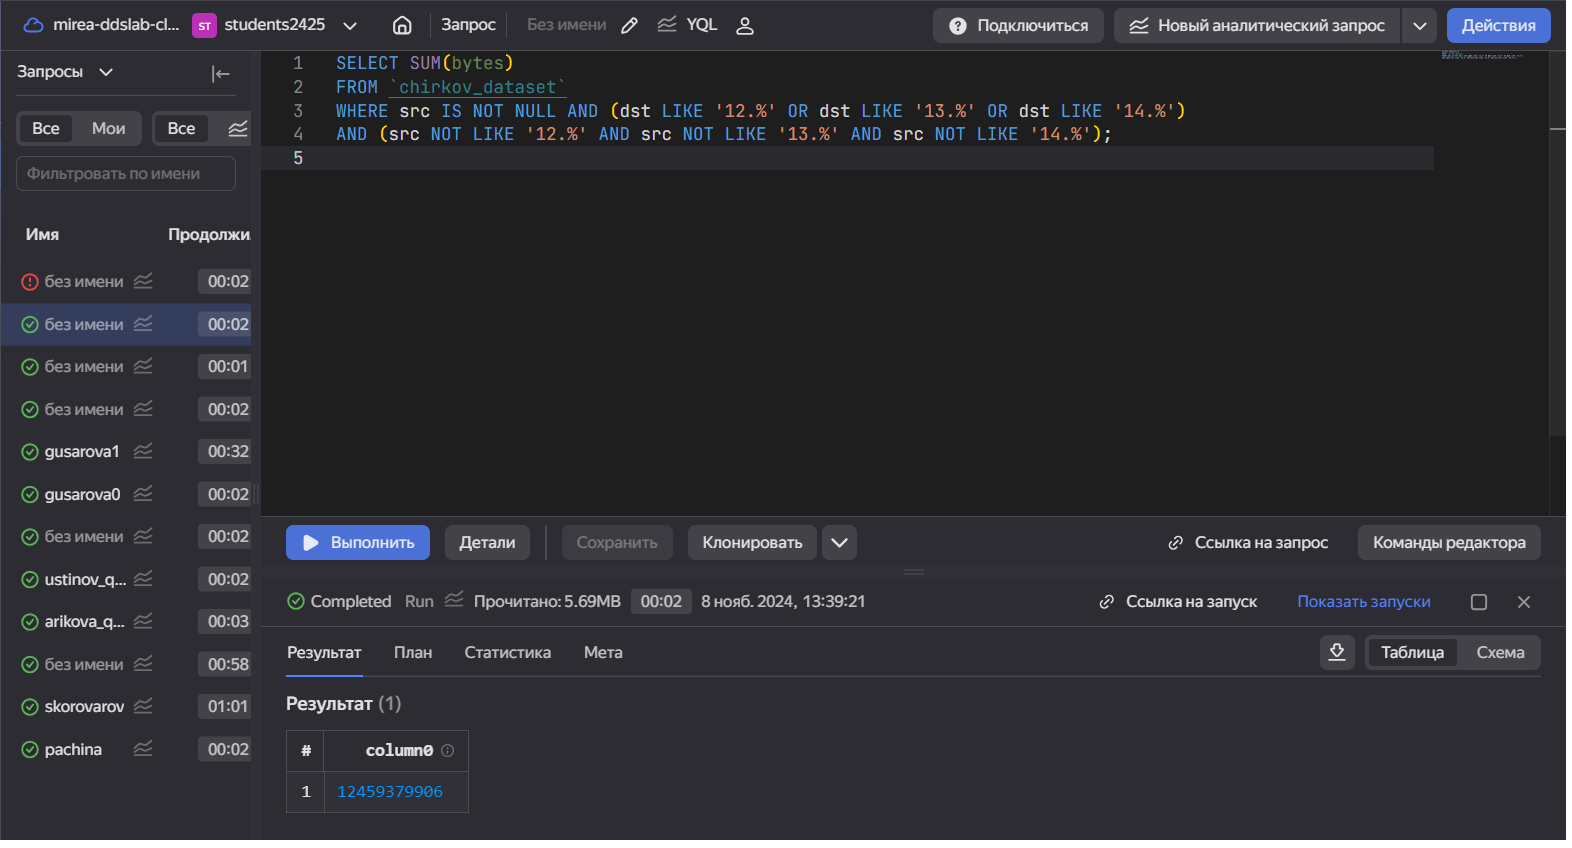 mirea-ddslab-cl... ST students2425 Запрос Без имени YQL Подключиться Новый аналитический запрос Действия
Запросы
Все Мои Все
Фильтровать по имени
Имя Продолжи
без имени 00:02
без имени 00:02
без имени 00:01
без имени 00:02
gusarova1 00:32
gusarova0 00:02
без имени 00:02
ustinov_q... 00:02
arikova_q... 00:03
без имени 00:58
skorovarov 01:01
pachina 00:02
1 SELECT SUM(bytes)
2 FROM `chirkov_dataset`
3 WHERE src IS NOT NULL AND (dst LIKE '12.%' OR dst LIKE '13.%' OR dst LIKE '14.%')
4 AND (src NOT LIKE '12.%' AND src NOT LIKE '13.%' AND src NOT LIKE '14.%');
5
Выполнить Детали Сохранить Клонировать Ссылка на запрос Команды редактора
Completed Run Прочитано: 5.69MB 00:02 8 нояб. 2024, 13:39:21 Ссылка на запуск Показать запуски
Результат План Статистика Мета Таблица Схема
Результат (1)
# column0
1 12459379906